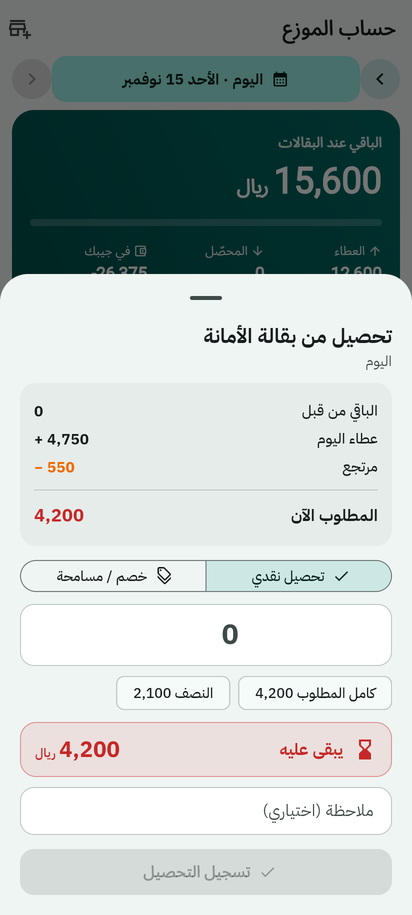 حساب الموزع
اليوم · الأحد 15 نوفمبر
الباقي عند البقالات
15,600 ريال
العطاء
المحصّل
في جيبك
12,600
0
-26,375
تحصيل من بقالة الأمانة
اليوم
الباقي من قبل 0
عطاء اليوم + 4,750
مرتجع − 550
المطلوب الآن 4,200
تحصيل نقدي
خصم / مسامحة
0
كامل المطلوب 4,200
النصف 2,100
يبقى عليه 4,200 ريال
ملاحظة (اختياري)
تسجيل التحصيل